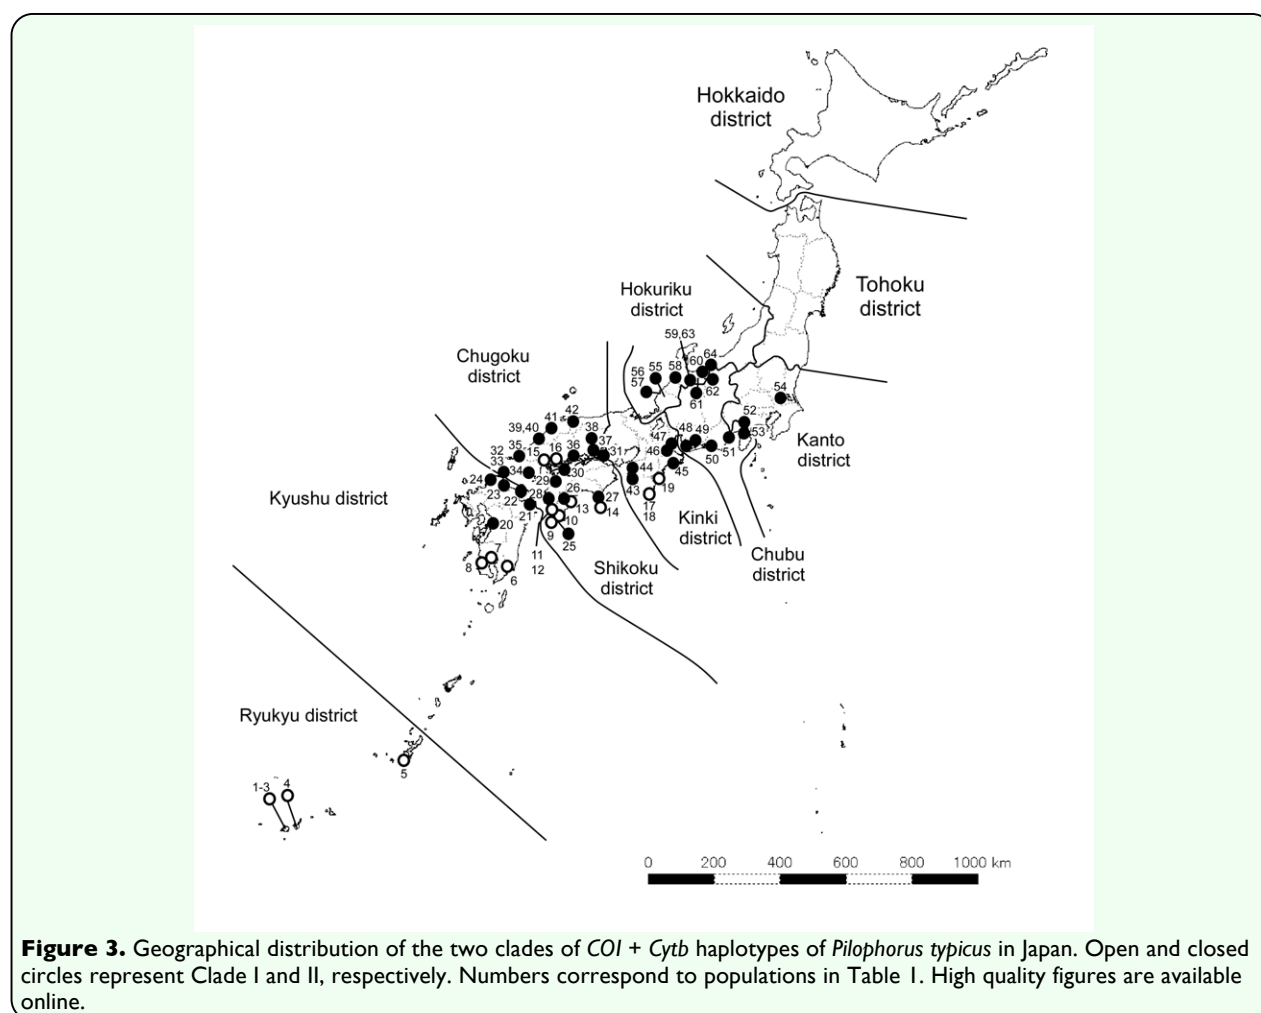 Hokkaido
district
Tohoku
district
Hokuriku
district
59,63
64
60
56 55 58
57
62
61
54
Chugoku
district
52
53
Kanto
district
42
41
39,40
38
37
48 49
47
51
50
46
32 35 15 16 36 31
33
34
1
30
44
45
24
29
43
19
23
28 26
27
17
18
22
21
13
14
Kyushu district
20
10
9
25
Kinki
district
11
12
Chubu
district
7
8
6
Shikoku
district
Ryukyu district
5
1-3 4
0 200 400 600 800 1000 km
Figure 3. Geographical distribution of the two clades of COI + Cytb haplotypes of Pilophorus typicus in Japan. Open and closed
circles represent Clade I and II, respectively. Numbers correspond to populations in Table 1. High quality figures are available
online.